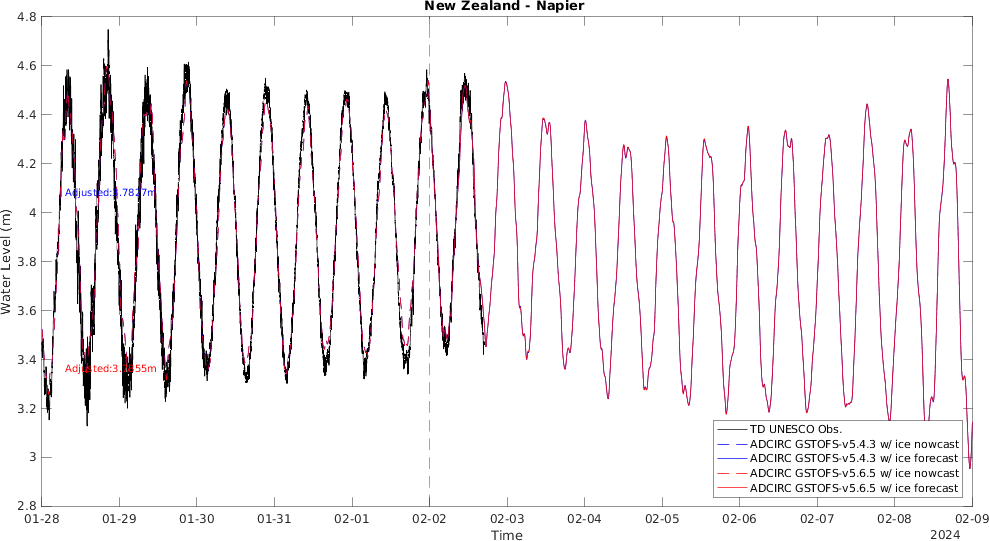 New Zealand - Napier
4.8
4.6
4.4
4.2
4
3.8
3.6
3.4
3.2
3
2.8
Water Level (m)
TD UNESCO Obs.
ADCIRC GSTOFS-v5.4.3 w/ ice nowcast
ADCIRC GSTOFS-v5.4.3 w/ ice forecast
ADCIRC GSTOFS-v5.6.5 w/ ice nowcast
ADCIRC GSTOFS-v5.6.5 w/ ice forecast
01-28 01-29 01-30 01-31 02-01 02-02 02-03 02-04 02-05 02-06 02-07 02-08 02-09
Time
2024